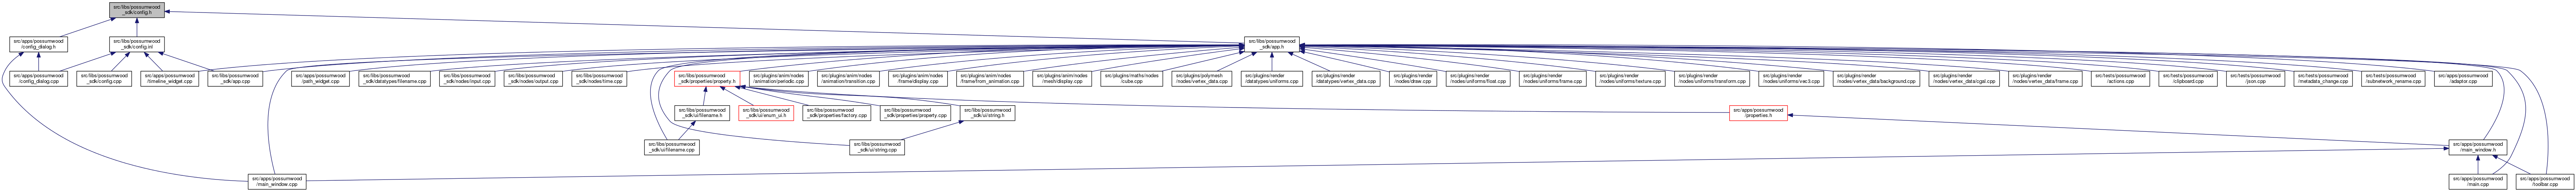 src/libs/possumwood
_sdk/config.h
src/apps/possumwood
/config_dialog.h
src/libs/possumwood
_sdk/config.inl
src/libs/possumwood
_sdk/app.h
src/apps/possumwood
/config_dialog.cpp
src/libs/possumwood
_sdk/config.cpp
src/apps/possumwood
/timeline_widget.cpp
src/libs/possumwood
_sdk/app.cpp
src/apps/possumwood
/path_widget.cpp
src/libs/possumwood
_sdk/datatypes/filename.cpp
src/libs/possumwood
_sdk/nodes/input.cpp
src/libs/possumwood
_sdk/nodes/output.cpp
src/libs/possumwood
_sdk/nodes/time.cpp
src/libs/possumwood
_sdk/properties/property.h
src/plugins/anim/nodes
/animation/periodic.cpp
src/plugins/anim/nodes
/animation/transition.cpp
src/plugins/anim/nodes
/frame/display.cpp
src/plugins/anim/nodes
/frame/from_animation.cpp
src/plugins/anim/nodes
/mesh/display.cpp
src/plugins/maths/nodes
/cube.cpp
src/plugins/polymesh
/nodes/vertex_data.cpp
src/plugins/render
/datatypes/uniforms.cpp
src/plugins/render
/datatypes/vertex_data.cpp
src/plugins/render
/nodes/draw.cpp
src/plugins/render
/nodes/uniforms/float.cpp
src/plugins/render
/nodes/uniforms/frame.cpp
src/plugins/render
/nodes/uniforms/texture.cpp
src/plugins/render
/nodes/uniforms/transform.cpp
src/plugins/render
/nodes/uniforms/vec3.cpp
src/plugins/render
/nodes/vertex_data/background.cpp
src/plugins/render
/nodes/vertex_data/cgal.cpp
src/plugins/render
/nodes/vertex_data/frame.cpp
src/tests/possumwood
/actions.cpp
src/tests/possumwood
/clipboard.cpp
src/tests/possumwood
/json.cpp
src/tests/possumwood
/metadata_change.cpp
src/tests/possumwood
/subnetwork_rename.cpp
src/apps/possumwood
/adaptor.cpp
src/libs/possumwood
_sdk/ui/filename.h
src/libs/possumwood
_sdk/ui/enum_ui.h
src/libs/possumwood
_sdk/properties/factory.cpp
src/libs/possumwood
_sdk/properties/property.cpp
src/libs/possumwood
_sdk/ui/string.h
src/apps/possumwood
/properties.h
src/libs/possumwood
_sdk/ui/filename.cpp
src/libs/possumwood
_sdk/ui/string.cpp
src/apps/possumwood
/main_window.h
src/apps/possumwood
/main_window.cpp
src/apps/possumwood
/main.cpp
src/apps/possumwood
/toolbar.cpp